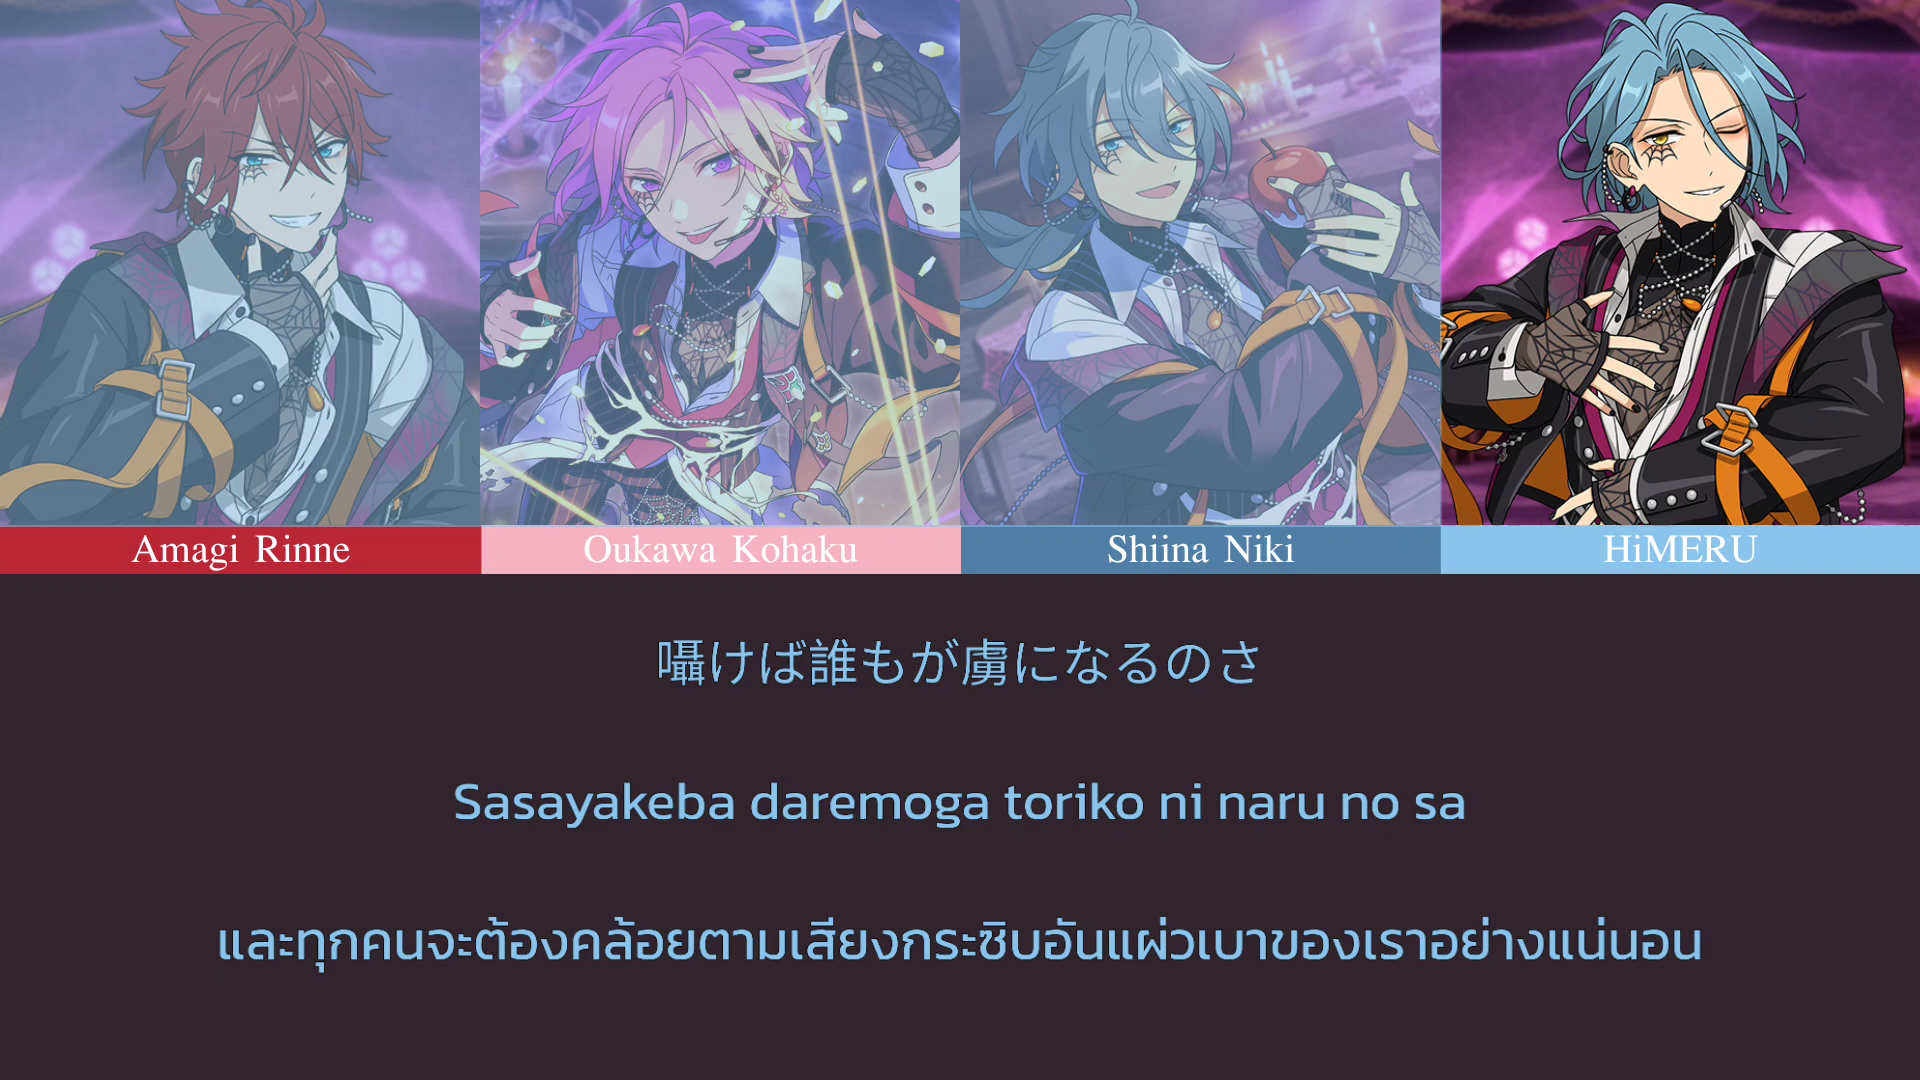 Amagi Rinne
Oukawa Kohaku
Shiina Niki
HiMERU
囁けば誰もが虜になるのさ
Sasayakeba daremoga toriko ni naru no sa
และทุกคนจะต้องคล้อยตามเสียงกระซิบอันแผ่วเบาของเราอย่างแน่นอน